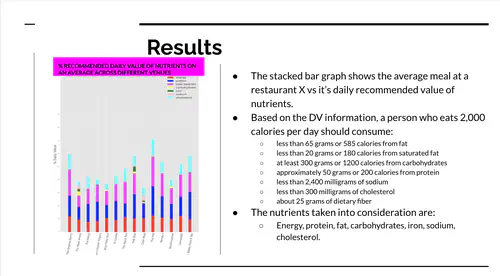 Results
% RECOMMENDED DAILY VALUE OF NUTRIENTS ON
AN AVERAGE ACROSS DIFFERENT VENUES
● The stacked bar graph shows the average meal at a
restaurant X vs it's daily recommended value of
nutrients.
● Based on the DV information, a person who eats 2,000
calories per day should consume:
○ less than 65 grams or 585 calories from fat
○ less than 20 grams or 180 calories from saturated fat
○ at least 300 grams or 1200 calories from carbohydrates
○ approximately 50 grams or 200 calories from protein
○ less than 2,400 milligrams of sodium
○ less than 300 milligrams of cholesterol
○ about 25 grams of dietary fiber
● The nutrients taken into consideration are:
○ Energy, protein, fat, carbohydrates, iron, sodium,
cholesterol.